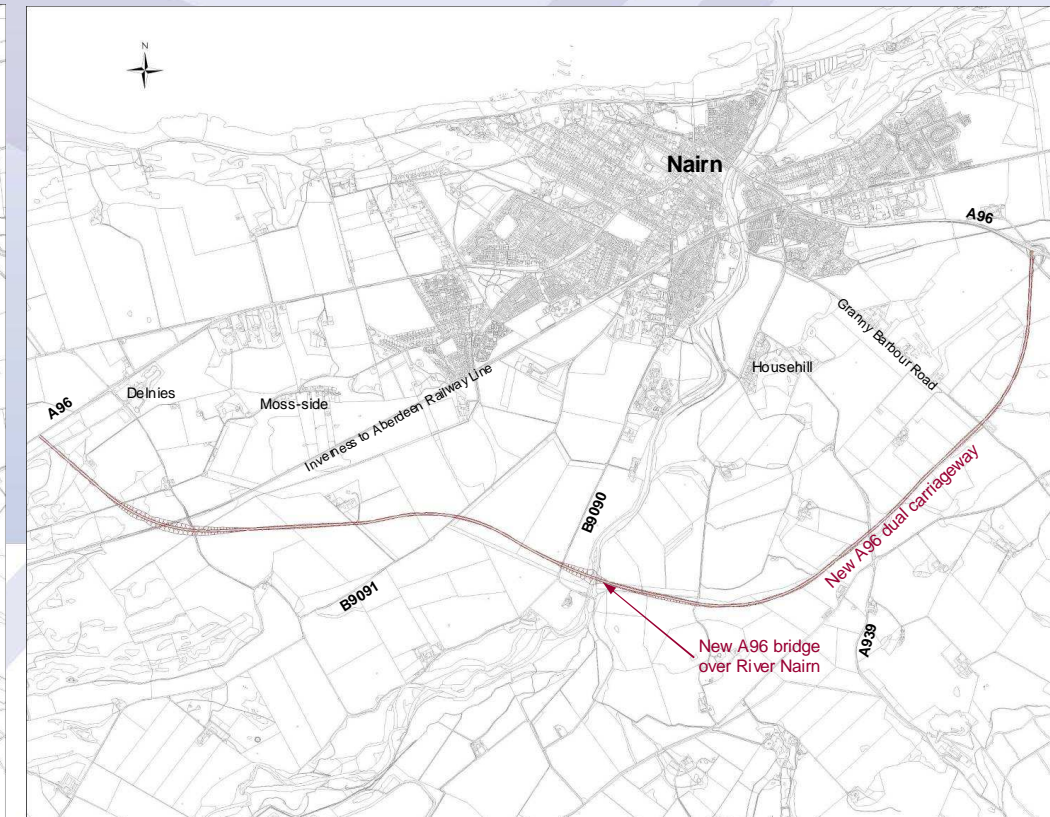 N
Nairn
A96
Granny Barbour Road
Househill
Delnies
Moss-side
A96
Inverness to Aberdeen Railway Line
B9090
New A96 dual carriageway
B9091
A939
New A96 bridge
over River Nairn